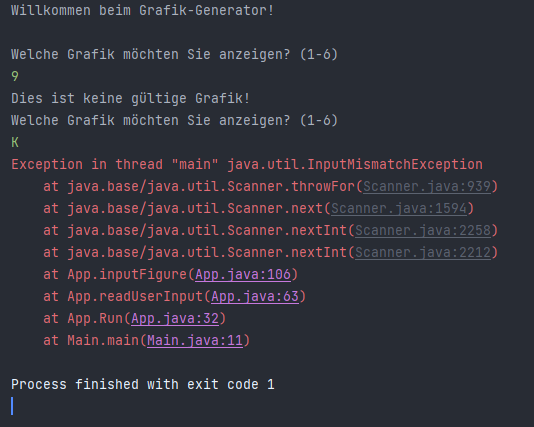 Willkommen beim Grafik-Generator!
Welche Grafik möchten Sie anzeigen? (1-6)
9
Dies ist keine gültige Grafik!
Welche Grafik möchten Sie anzeigen? (1-6)
K
Exception in thread "main" java.util.InputMismatchException
at java.base/java.util.Scanner.throwFor(Scanner.java:939)
at java.base/java.util.Scanner.next(Scanner.java:1594)
at java.base/java.util.Scanner.nextInt(Scanner.java:2258)
at java.base/java.util.Scanner.nextInt(Scanner.java:2212)
at App.inputFigure(App.java:106)
at App.readUserInput(App.java:63)
at App.Run(App.java:32)
at Main.main(Main.java:11)
Process finished with exit code 1